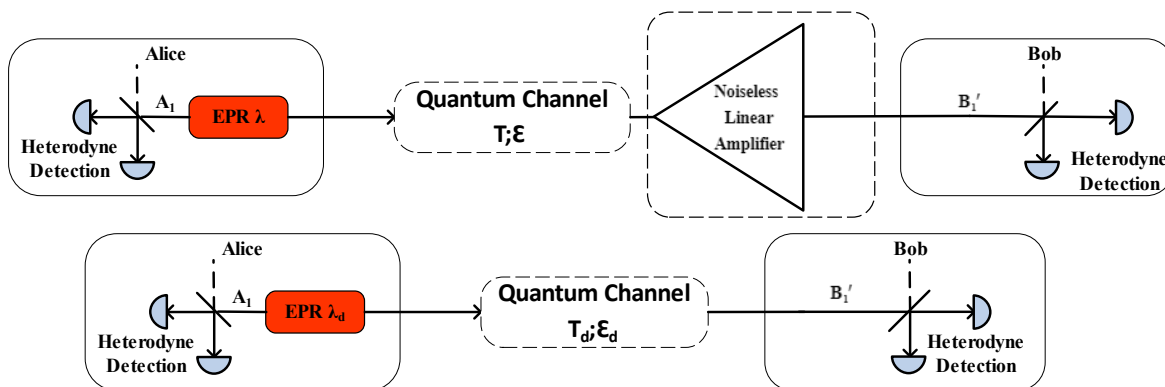 Alice
A1
EPR λ
Heterodyne
Detection
Quantum Channel
T;Ɛ
Noiseless
Linear
Amplifier
B1′
Bob
Heterodyne
Detection
Alice
A1
EPR λd
Heterodyne
Detection
Quantum Channel
Td;Ɛd
B1′
Bob
Heterodyne
Detection